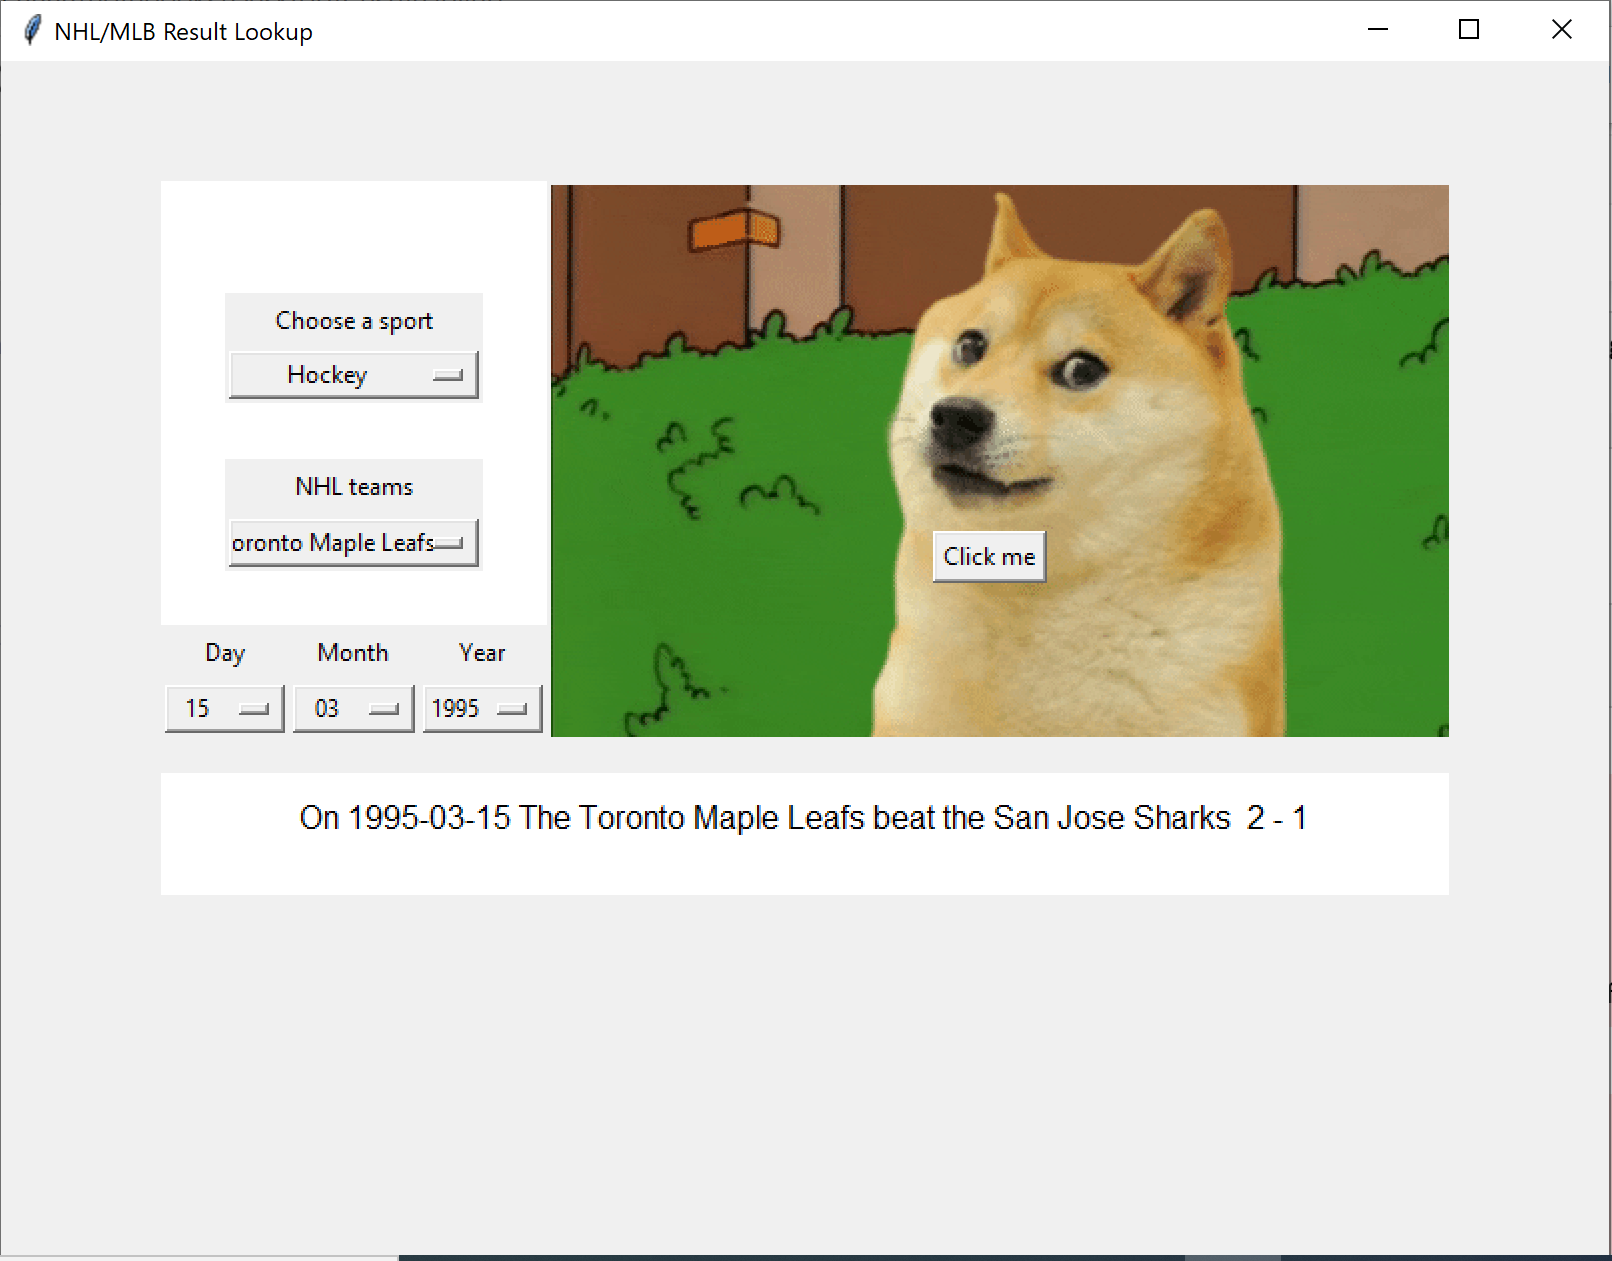 NHL/MLB Result Lookup
Choose a sport
Hockey
NHL teams
oronto Maple Leafs
Click me
Day Month Year
15 03 1995
On 1995-03-15 The Toronto Maple Leafs beat the San Jose Sharks  2 - 1